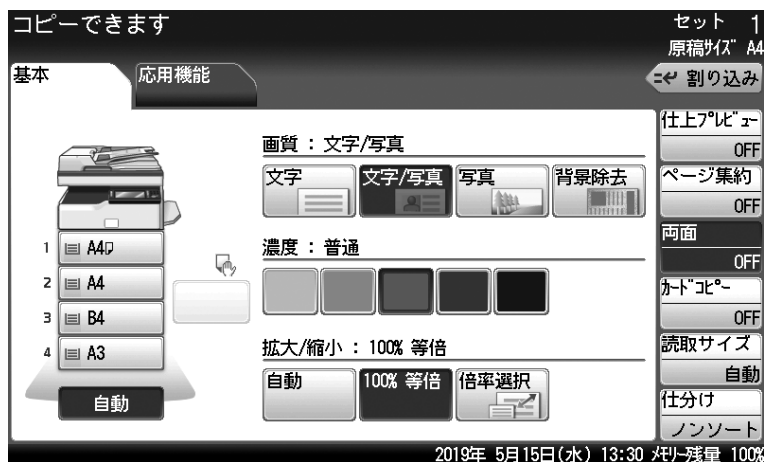 コピーできます
セット 1
原稿ｻｲｽﾞ A4
基本
応用機能
割り込み
画質：文字/写真
文字
文字/写真
写真
背景除去
濃度：普通
拡大/縮小：100% 等倍
自動
100% 等倍
倍率選択
1 A4
2 A4
3 B4
4 A3
自動
仕上ﾌﾟﾚﾋﾞｭｰ
OFF
ページ集約
OFF
両面
OFF
ｶｰﾄﾞｺﾋﾟｰ
OFF
読取サイズ
自動
仕分け
ノンソート
2019年 5月15日(水) 13:30 ﾒﾓﾘｰ残量 100%